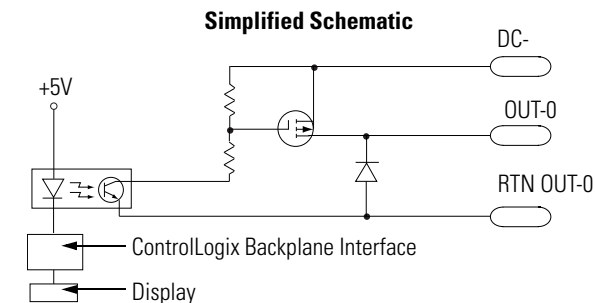 Simplified Schematic
DC-
+5V
OUT-0
RTN OUT-0
ControlLogix Backplane Interface
Display